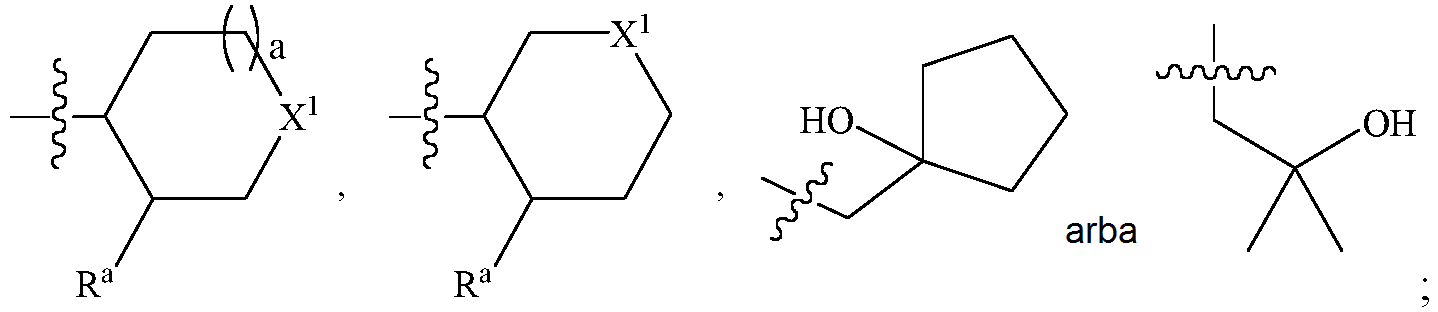 ( ) a X¹ Rᵃ , X¹ Rᵃ , HO arba OH ;